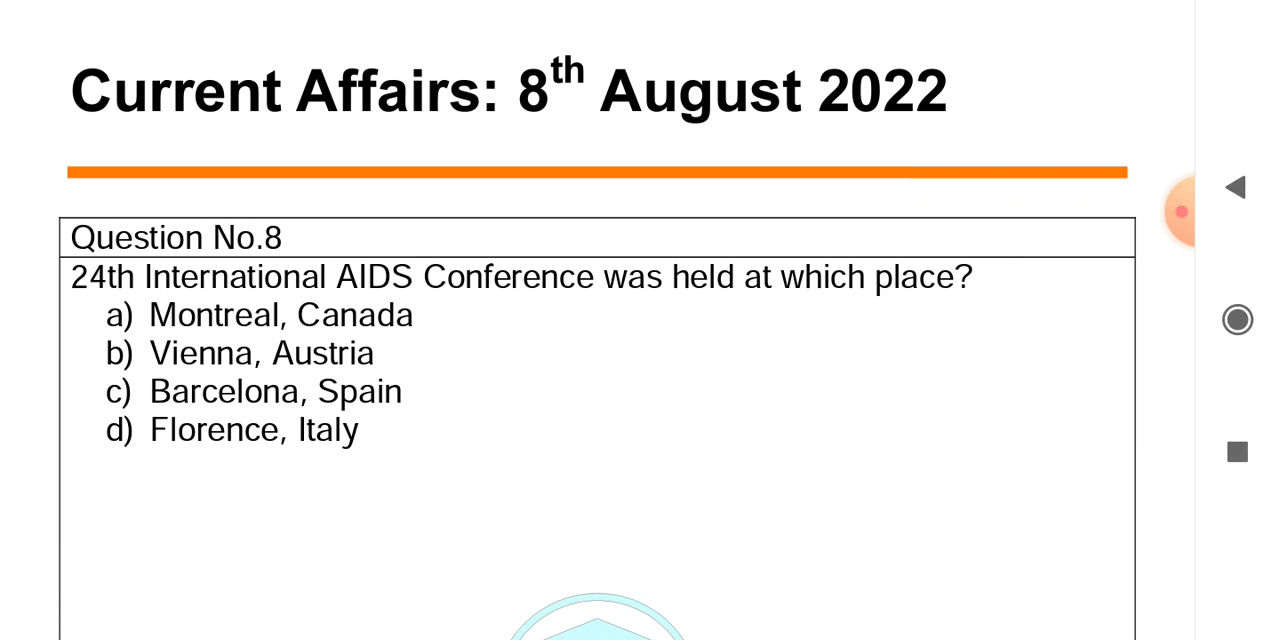 Current Affairs: 8th August 2022
Question No.8
24th International AIDS Conference was held at which place?
a) Montreal, Canada
b) Vienna, Austria
c) Barcelona, Spain
d) Florence, Italy